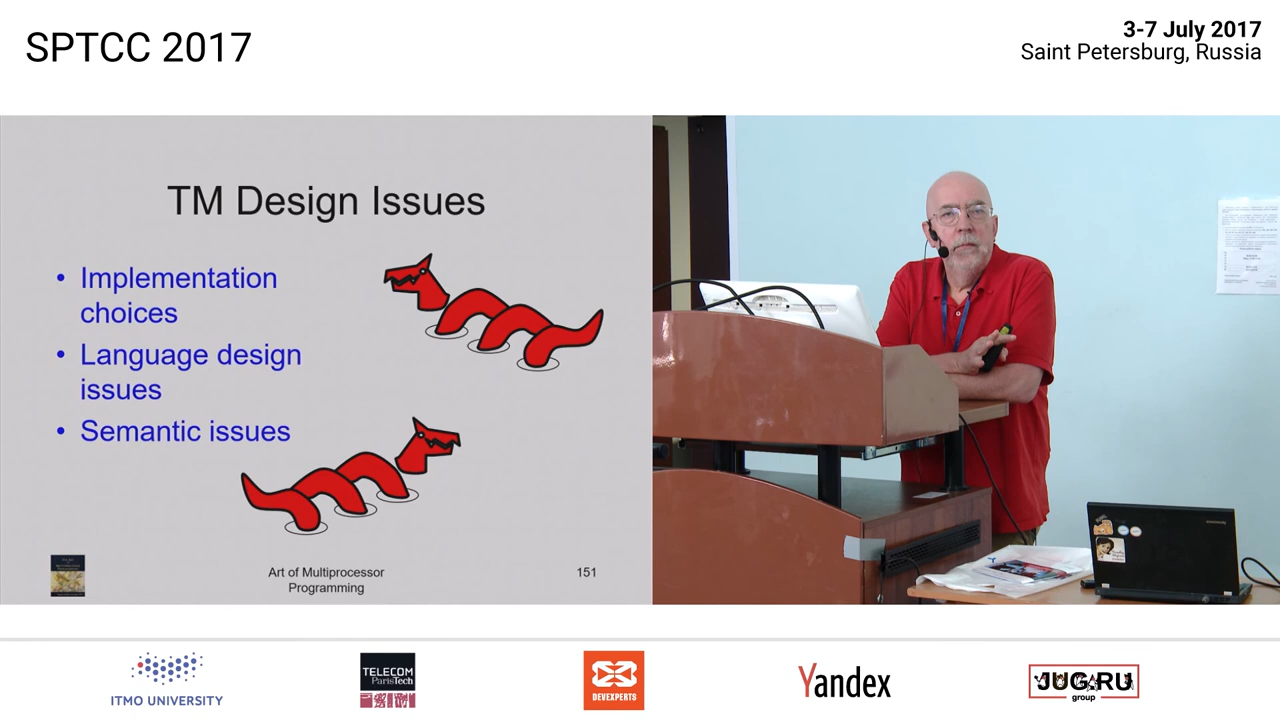 SPTCC 2017
3-7 July 2017
Saint Petersburg, Russia
TM Design Issues
• Implementation
choices
• Language design
issues
• Semantic issues
Art of Multiprocessor
Programming
151
ITMO UNIVERSITY
TELECOM
ParisTech
DEVEXPERTS
Yandex
JUG.RU
group